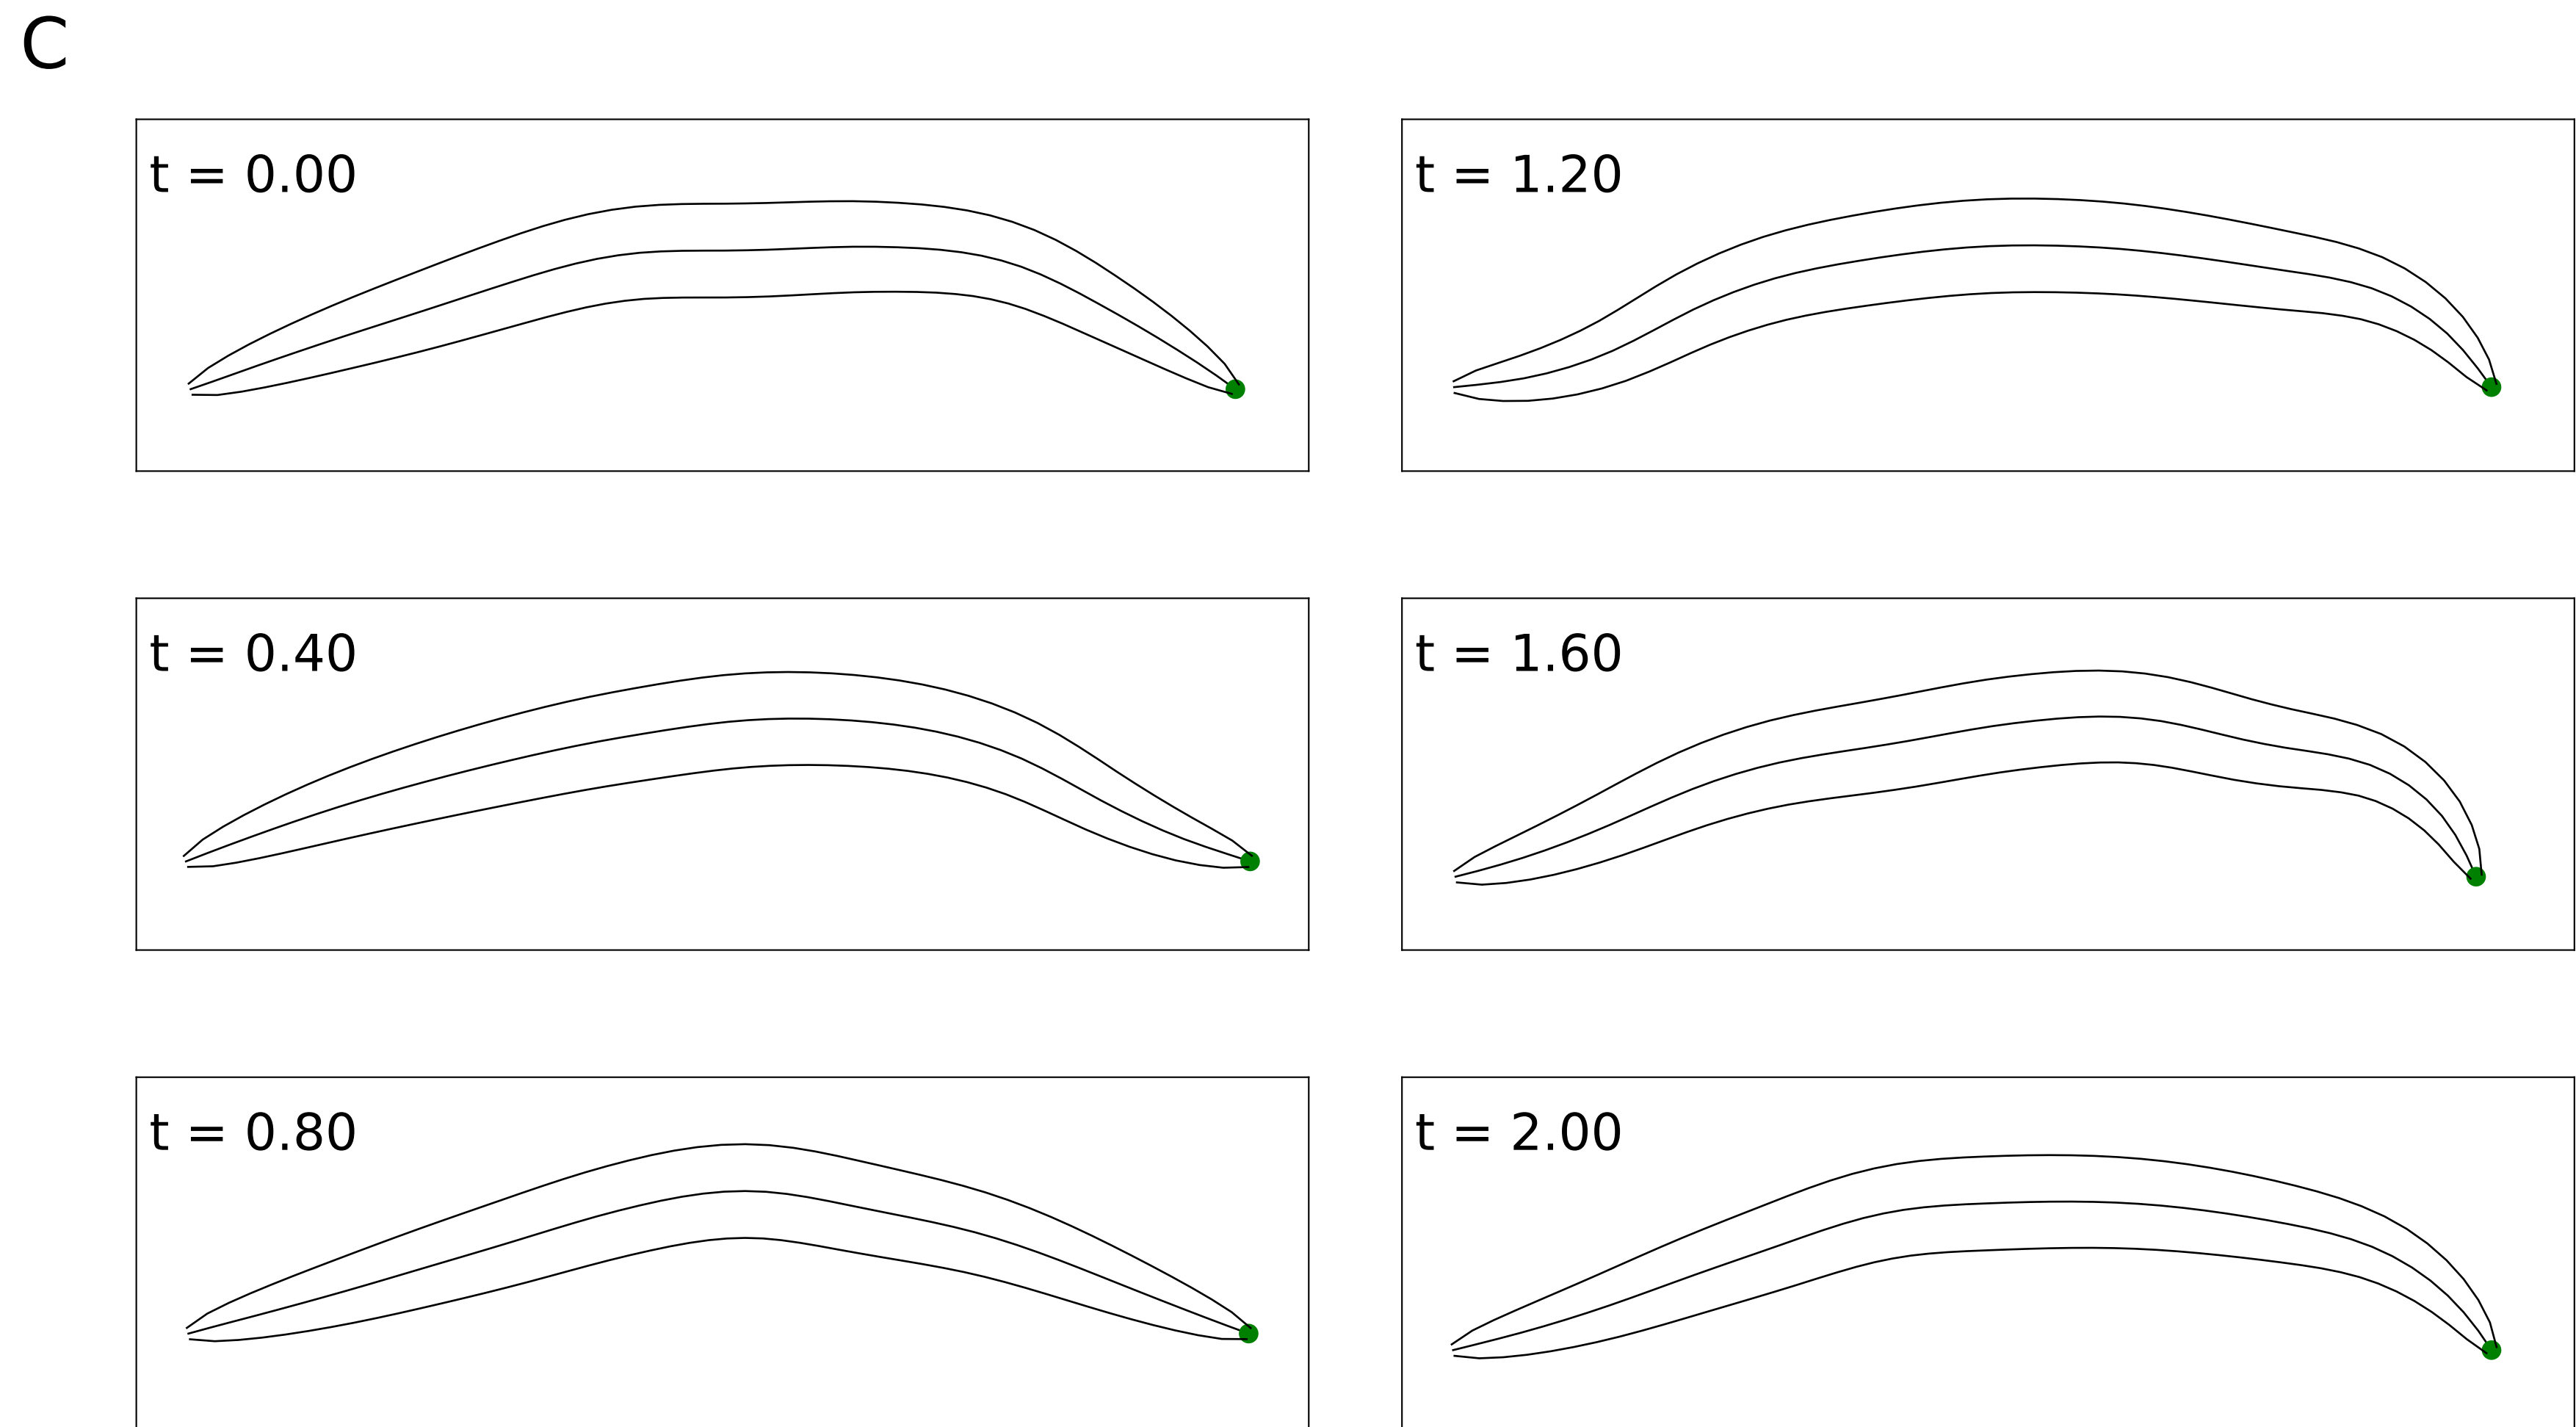 C
t = 0.00
t = 1.20
t = 0.40
t = 1.60
t = 0.80
t = 2.00